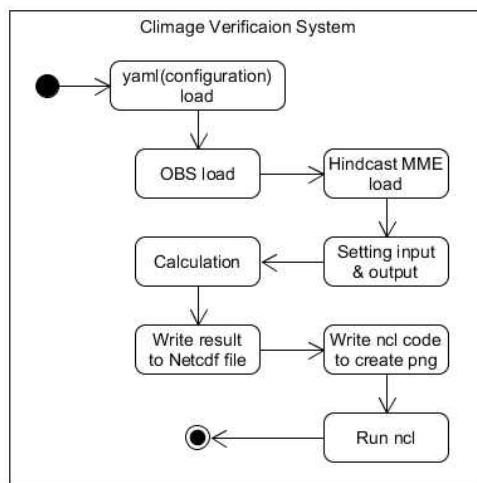 Climage Verificaion System
yaml(configuration)
load
OBS load
Hindcast MME
load
Setting input
& output
Calculation
Write result
to Netcdf file
Write ncl code
to create png
Run ncl